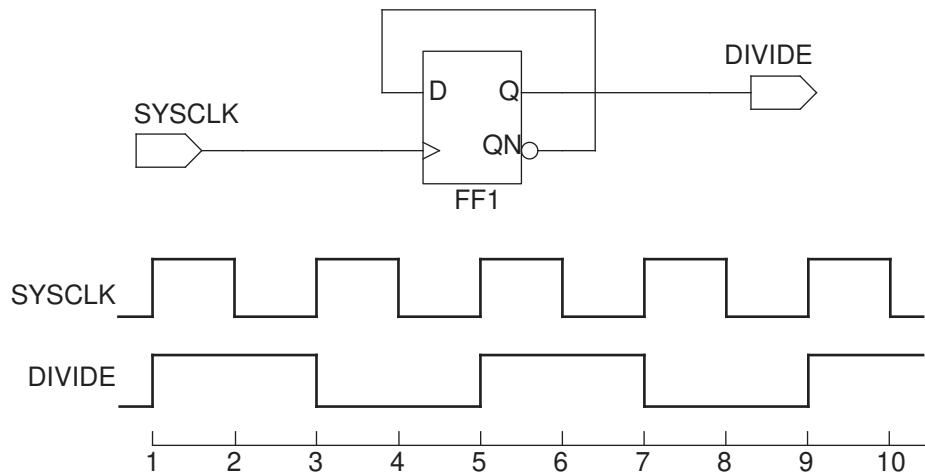 DIVIDE
D
Q
SYSCLK
QN
FF1
SYSCLK
DIVIDE
1 2 3 4 5 6 7 8 9 10